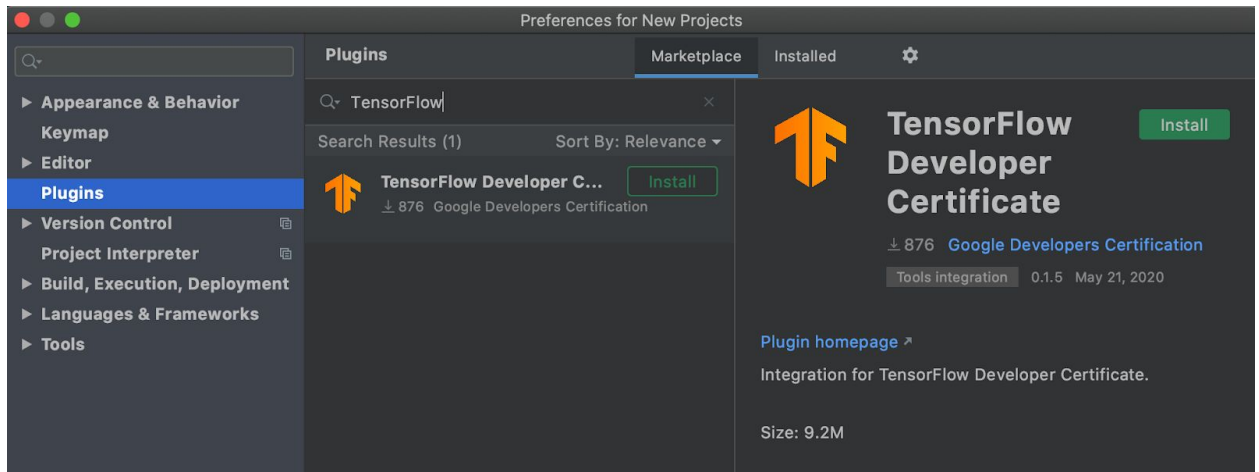 Preferences for New Projects
Appearance & Behavior
Keymap
Editor
Plugins
Version Control
Project Interpreter
Build, Execution, Deployment
Languages & Frameworks
Tools
Plugins
Marketplace
Installed
TensorFlow
Search Results (1)
Sort By: Relevance
TensorFlow Developer C...
Install
876 Google Developers Certification
TensorFlow
Developer
Certificate
Install
876 Google Developers Certification
Tools integration 0.1.5 May 21, 2020
Plugin homepage
Integration for TensorFlow Developer Certificate.
Size: 9.2M